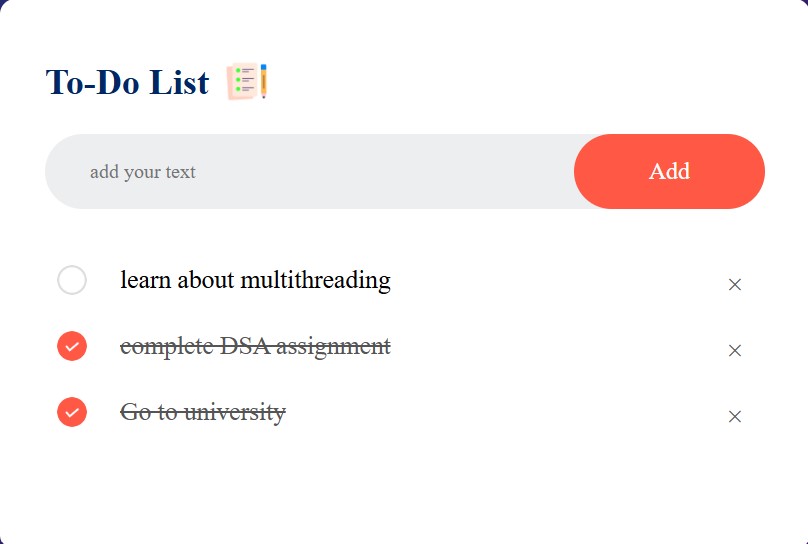 To-Do List
add your text
Add
learn about multithreading
complete DSA assignment
Go to university